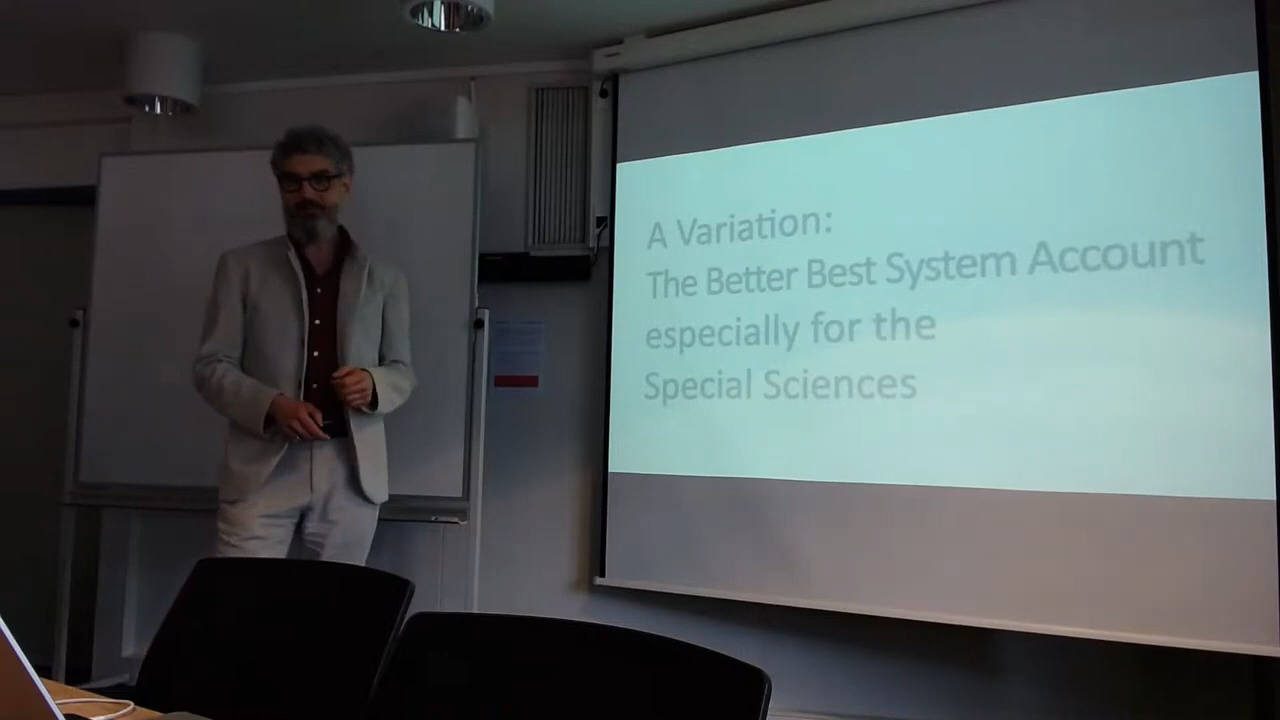 A Variation:
The Better Best System Account
especially for the
Special Sciences